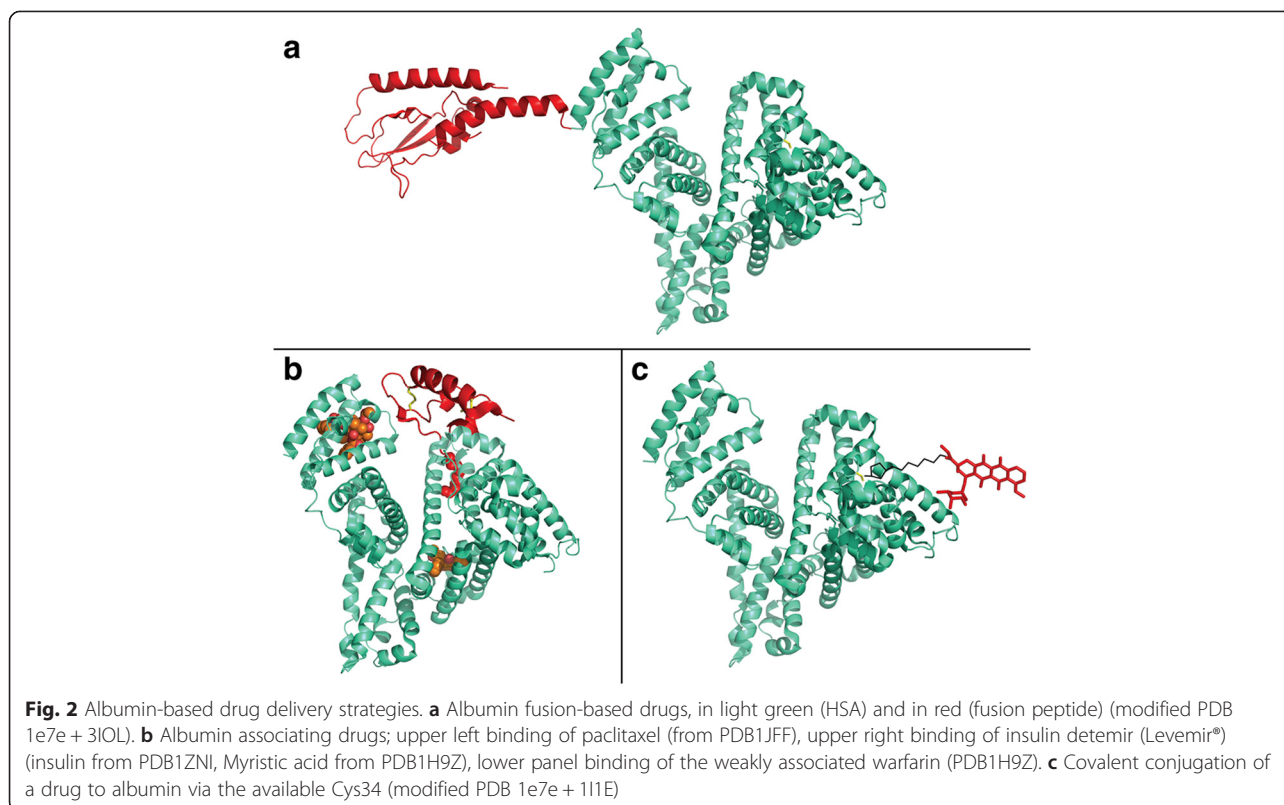 a
b
c
Fig. 2 Albumin-based drug delivery strategies. a Albumin fusion-based drugs, in light green (HSA) and in red (fusion peptide) (modified PDB
1e7e + 3IOL). b Albumin associating drugs; upper left binding of paclitaxel (from PDB1JFF), upper right binding of insulin detemir (Levemir®)
(insulin from PDB1ZNI, Myristic acid from PDB1H9Z), lower panel binding of the weakly associated warfarin (PDB1H9Z). c Covalent conjugation of
a drug to albumin via the available Cys34 (modified PDB 1e7e + 1I1E)